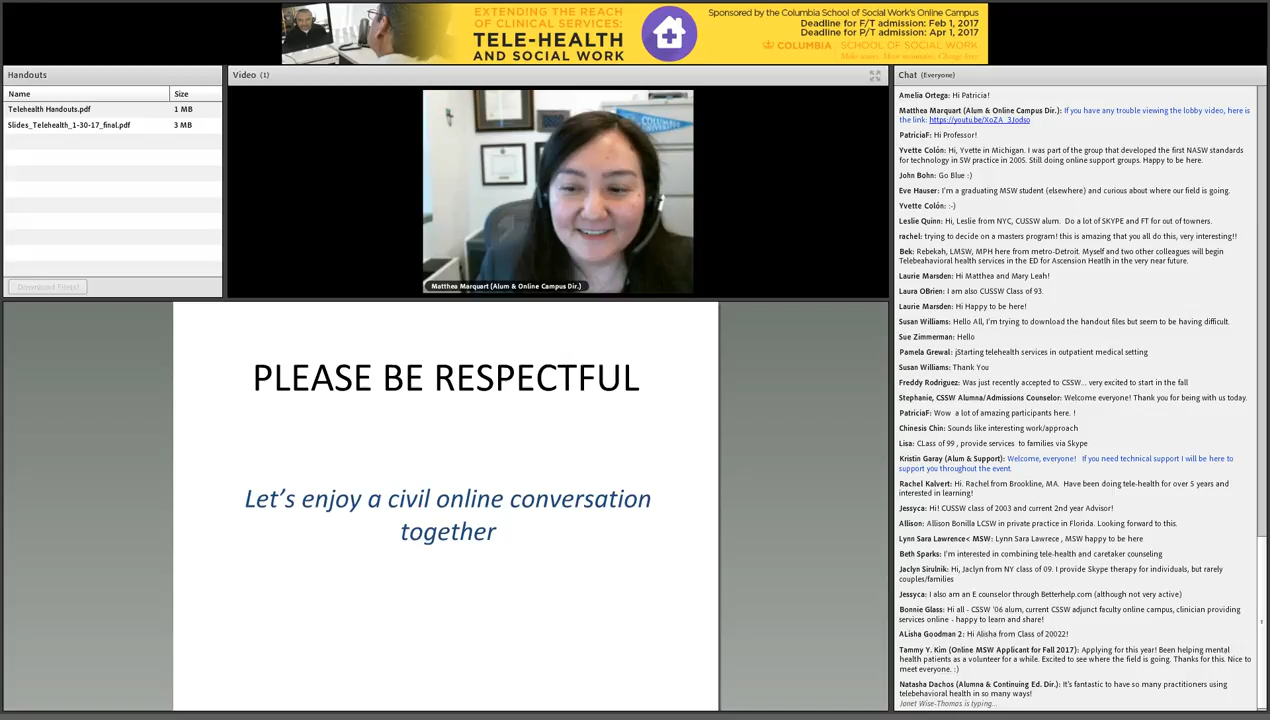 EXTENDING THE REACH
OF CLINICAL SERVICES:
TELE-HEALTH
AND SOCIAL WORK
Sponsored by the Columbia School of Social Work's Online Campus
Deadline for F/T admission: Feb 1, 2017
Deadline for P/T admission: Apr 1, 2017
COLUMBIA SCHOOL OF SOCIAL WORK
Handouts
Name Size
Telehealth Handouts.pdf 1 MB
Slides_Telehealth_1-30-17_final.pdf 3 MB
Download File(s)
Video (1)
Matthea Marquart (Alum & Online Campus Dir.)
PLEASE BE RESPECTFUL
Let's enjoy a civil online conversation
together
Chat (Everyone)
Amelia Ortega: Hi Patricia!
Matthea Marquart (Alum & Online Campus Dir.): If you have any trouble viewing the lobby video, here is
the link: https://youtu.be/XoZA_3Jodso
PatriciaF: Hi Professor!
Yvette Colón: Hi, Yvette in Michigan. I was part of the group that developed the first NASW standards
for technology in SW practice in 2005. Still doing online support groups. Happy to be here.
John Bohn: Go Blue :)
Eve Hauser: I'm a graduating MSW student (elsewhere) and curious about where our field is going.
Yvette Colón: :-)
Leslie Quinn: Hi, Leslie from NYC, CUSSW alum. Do a lot of SKYPE and FT for out of towners.
rachel: trying to decide on a masters program! this is amazing that you all do this, very interesting!!
Bek: Rebekah, LMSW, MPH here from metro-Detroit. Myself and two other colleagues will begin
Telebeahavioral health services in the ED for Ascension Heatlh in the very near future.
Laurie Marsden: Hi Matthea and Mary Leah!
Laura OBrien: I am also CUSSW Class of 93.
Laurie Marsden: Hi Happy to be here!
Susan Williams: Hello All, I'm trying to download the handout files but seem to be having difficult.
Sue Zimmerman: Hello
Pamela Grewal: jStarting telehealth services in outpatient medical setting
Susan Williams: Thank You
Freddy Rodriguez: Was just recently accepted to CSSW... very excited to start in the fall
Stephanie, CSSW Alumna/Admissions Counselor: Welcome everyone! Thank you for being with us today.
PatriciaF: Wow a lot of amazing participants here. !
Chinesis Chin: Sounds like interesting work/approach
Lisa: CLass of 99 , provide services to families via Skype
Kristin Garay (Alum & Support): Welcome, everyone! If you need technical support I will be here to
support you throughout the event.
Rachel Kalvert: Hi. Rachel from Brookline, MA. Have been doing tele-health for over 5 years and
interested in learning!
Jessyca: Hi! CUSSW class of 2003 and current 2nd year Advisor!
Allison: Allison Bonilla LCSW in private practice in Florida. Looking forward to this.
Lynn Sara Lawrence< MSW: Lynn Sara Lawrece , MSW happy to be here
Beth Sparks: I'm interested in combining tele-health and caretaker counseling
Jaclyn Sirulnik: Hi, Jaclyn from NY class of 09. I provide Skype therapy for individuals, but rarely
couples/families
Jessyca: I also am an E counselor through Betterhelp.com (although not very active)
Bonnie Glass: Hi all - CSSW '06 alum, current CSSW adjunct faculty online campus, clinician providing
services online - happy to learn and share!
ALisha Goodman 2: Hi Alisha from Class of 20022!
Tammy Y. Kim (Online MSW Applicant for Fall 2017): Applying for this year! Been helping mental
health patients as a volunteer for a while. Excited to see where the field is going. Thanks for this. Nice to
meet everyone. :)
Natasha Dachos (Alumna & Continuing Ed. Dir.): It's fantastic to have so many practitioners using
telebehavioral health in so many ways!
Janet Wise-Thomas is typing...